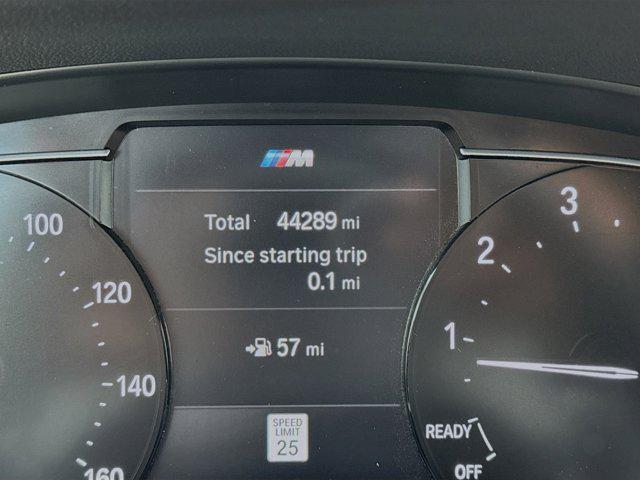 M
Total 44289 mi
Since starting trip
0.1 mi
57 mi
SPEED
LIMIT
25
100
120
140
160
3
2
1
READY
OFF